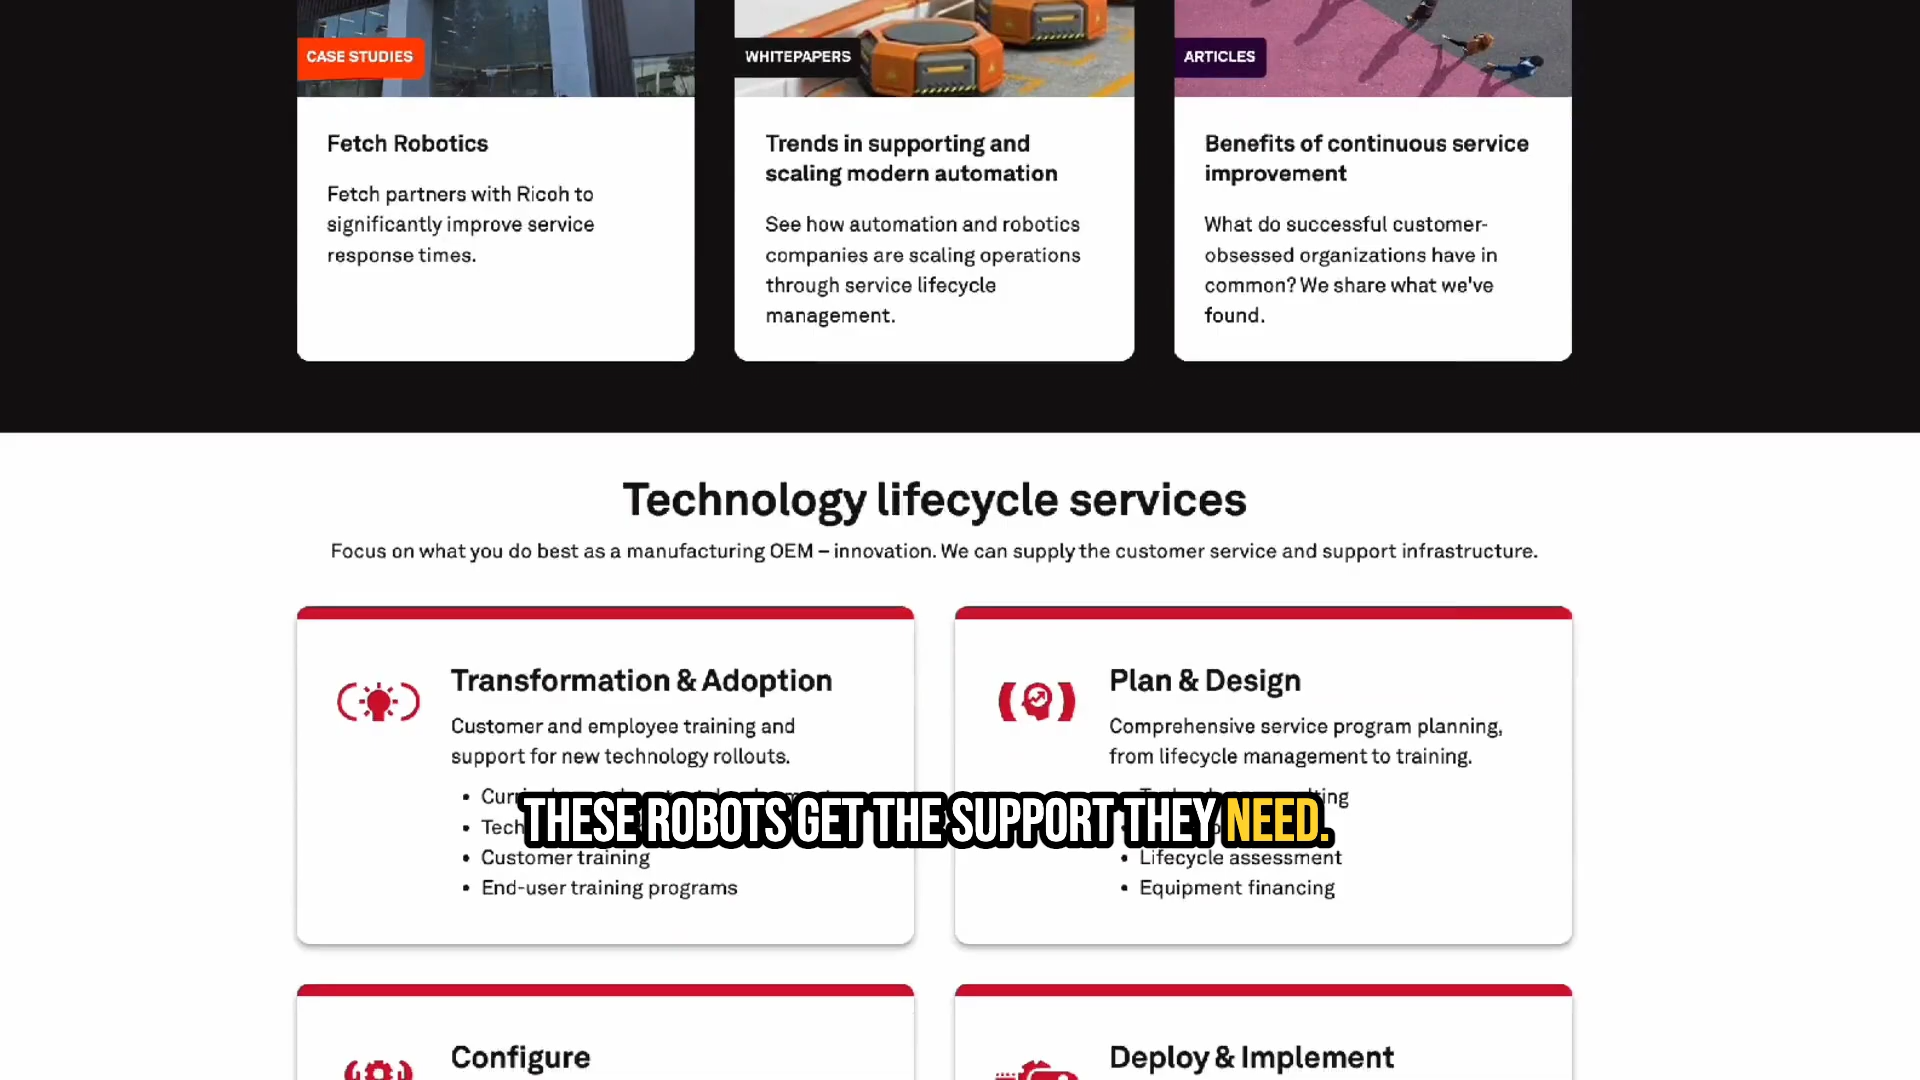 CASE STUDIES
WHITEPAPERS
ARTICLES
Fetch Robotics
Fetch partners with Ricoh to
significantly improve service
response times.
Trends in supporting and
scaling modern automation
See how automation and robotics
companies are scaling operations
through service lifecycle
management.
Benefits of continuous service
improvement
What do successful customer-
obsessed organizations have in
common? We share what we've
found.
Technology lifecycle services
Focus on what you do best as a manufacturing OEM – innovation. We can supply the customer service and support infrastructure.
Transformation & Adoption
Customer and employee training and
support for new technology rollouts.
• Customer training
• End-user training programs
Plan & Design
Comprehensive service program planning,
from lifecycle management to training.
• Lifecycle assessment
• Equipment financing
THESE ROBOTS GET THE SUPPORT THEY NEED.
Configure
Deploy & Implement